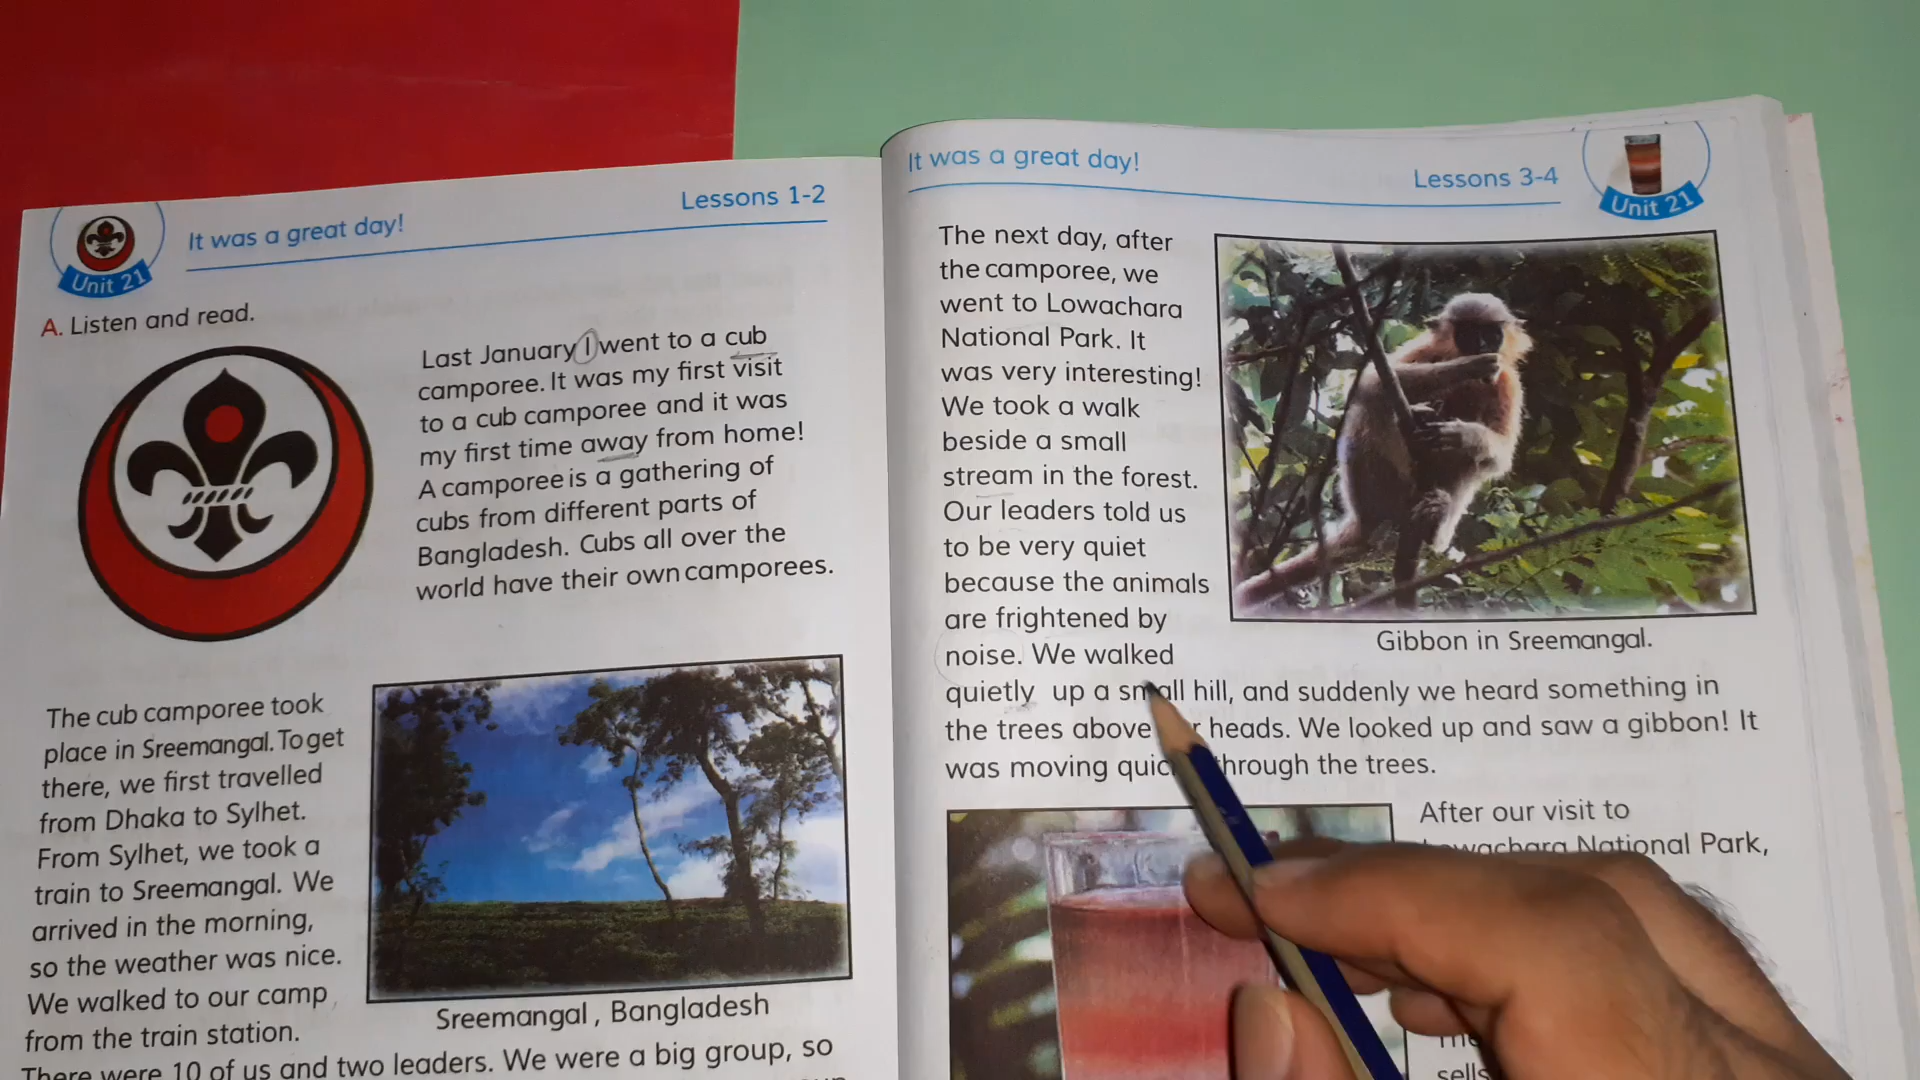 It was a great day!
Lessons 1-2
Unit 21
A. Listen and read.
Last January I went to a cub
camporee. It was my first visit
to a cub camporee and it was
my first time away from home!
A camporee is a gathering of
cubs from different parts of
Bangladesh. Cubs all over the
world have their own camporees.
The cub camporee took
place in Sreemangal. To get
there, we first travelled
from Dhaka to Sylhet.
From Sylhet, we took a
train to Sreemangal. We
arrived in the morning,
so the weather was nice.
We walked to our camp
from the train station.
Sreemangal, Bangladesh
There were 10 of us and two leaders. We were a big group, so
It was a great day!
Lessons 3-4
Unit 21
The next day, after
the camporee, we
went to Lowachara
National Park. It
was very interesting!
We took a walk
beside a small
stream in the forest.
Our leaders told us
to be very quiet
because the animals
are frightened by
noise. We walked
quietly up a small hill, and suddenly we heard something in
the trees above heads. We looked up and saw a gibbon! It
was moving through the trees.
Gibbon in Sreemangal.
After our visit to
National Park,
sells